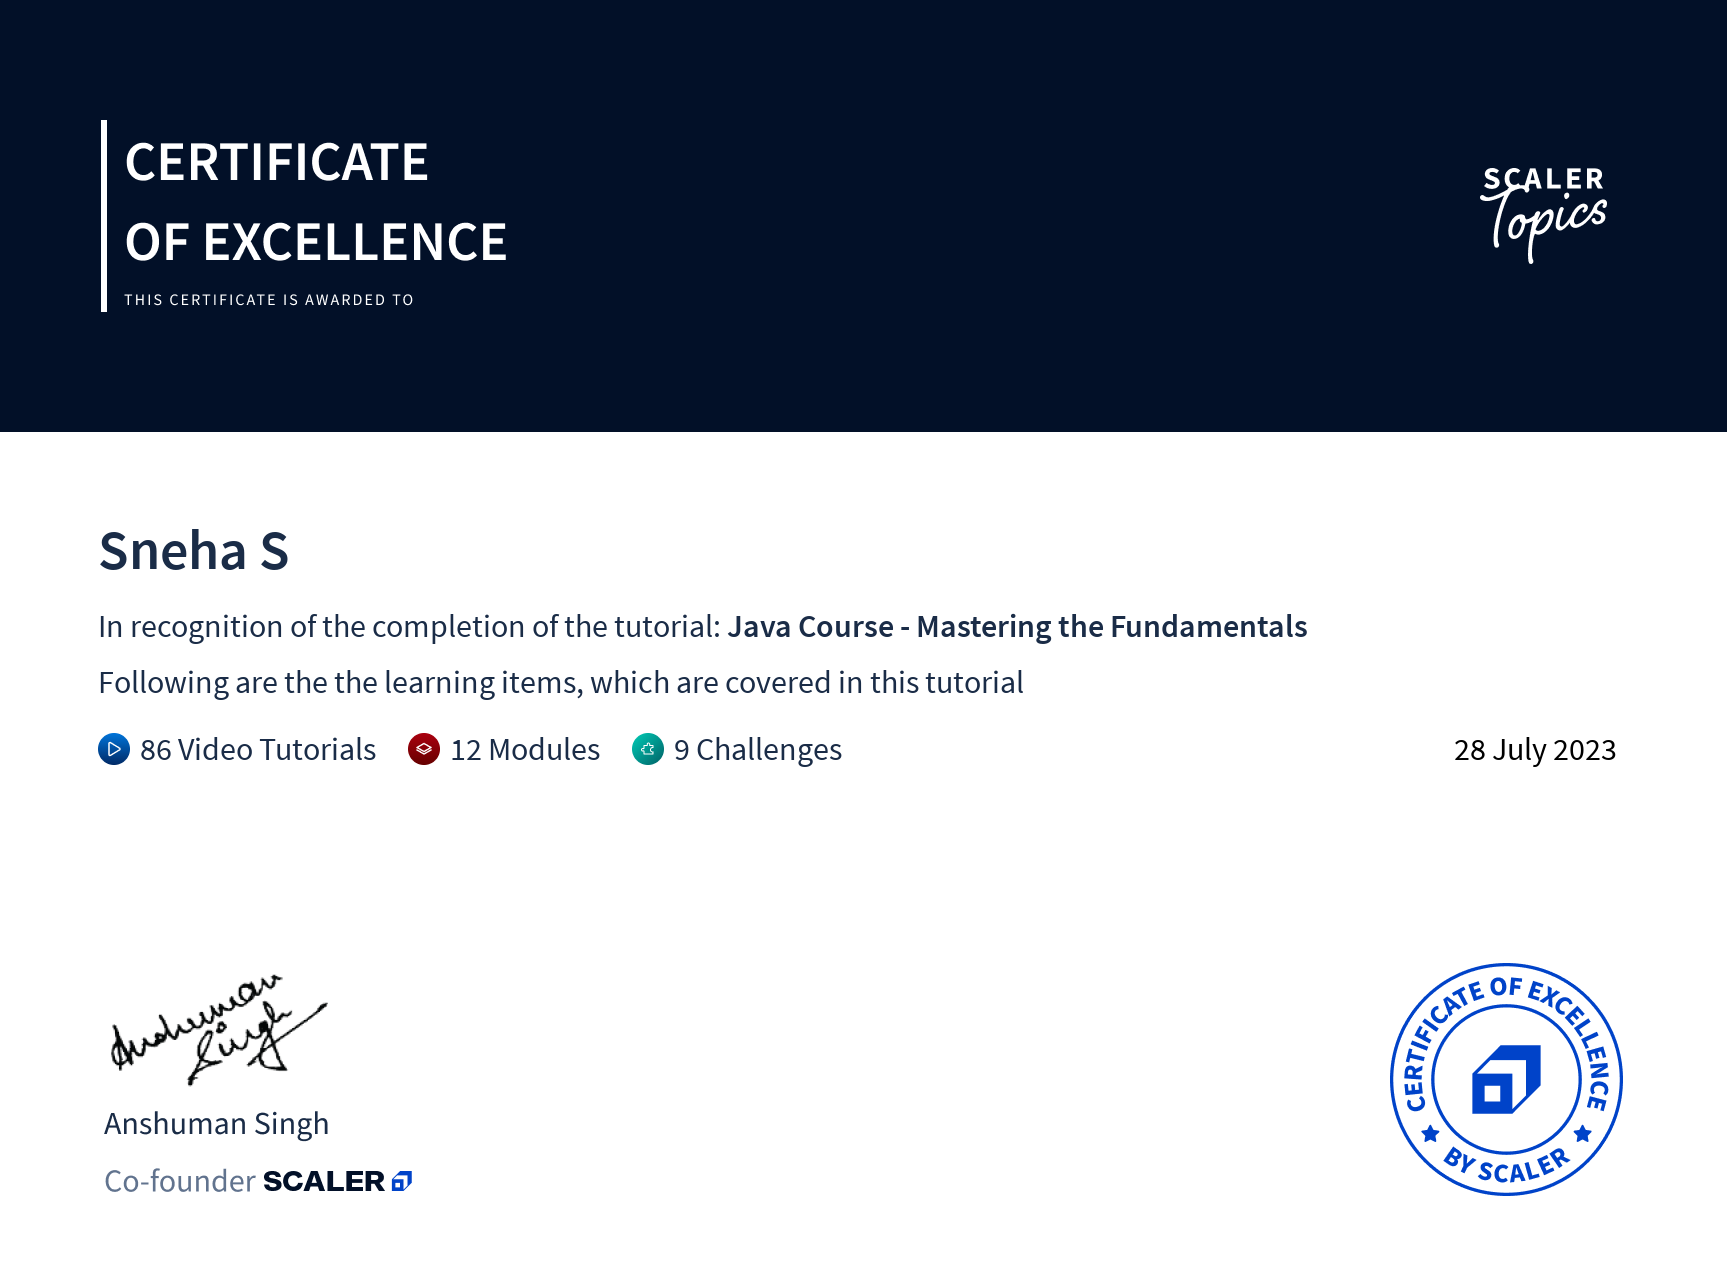 CERTIFICATE
OF EXCELLENCE
THIS CERTIFICATE IS AWARDED TO
SCALER
Topics
Sneha S
In recognition of the completion of the tutorial: Java Course - Mastering the Fundamentals
Following are the the learning items, which are covered in this tutorial
86 Video Tutorials 12 Modules 9 Challenges 28 July 2023
Anshuman
Singh
Anshuman Singh
Co-founder SCALER
CERTIFICATE OF EXCELLENCE
BY SCALER